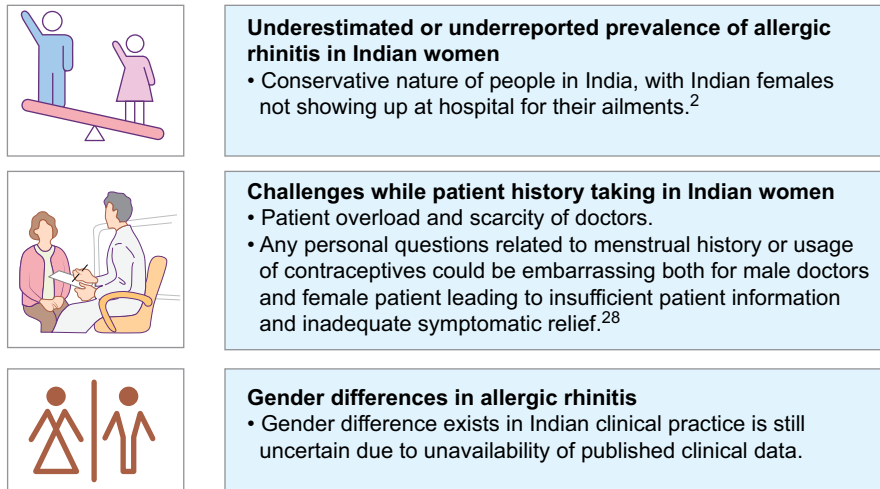 Underestimated or underreported prevalence of allergic
rhinitis in Indian women
• Conservative nature of people in India, with Indian females
not showing up at hospital for their ailments.2
Challenges while patient history taking in Indian women
• Patient overload and scarcity of doctors.
• Any personal questions related to menstrual history or usage
of contraceptives could be embarrassing both for male doctors
and female patient leading to insufficient patient information
and inadequate symptomatic relief.28
Gender differences in allergic rhinitis
• Gender difference exists in Indian clinical practice is still
uncertain due to unavailability of published clinical data.